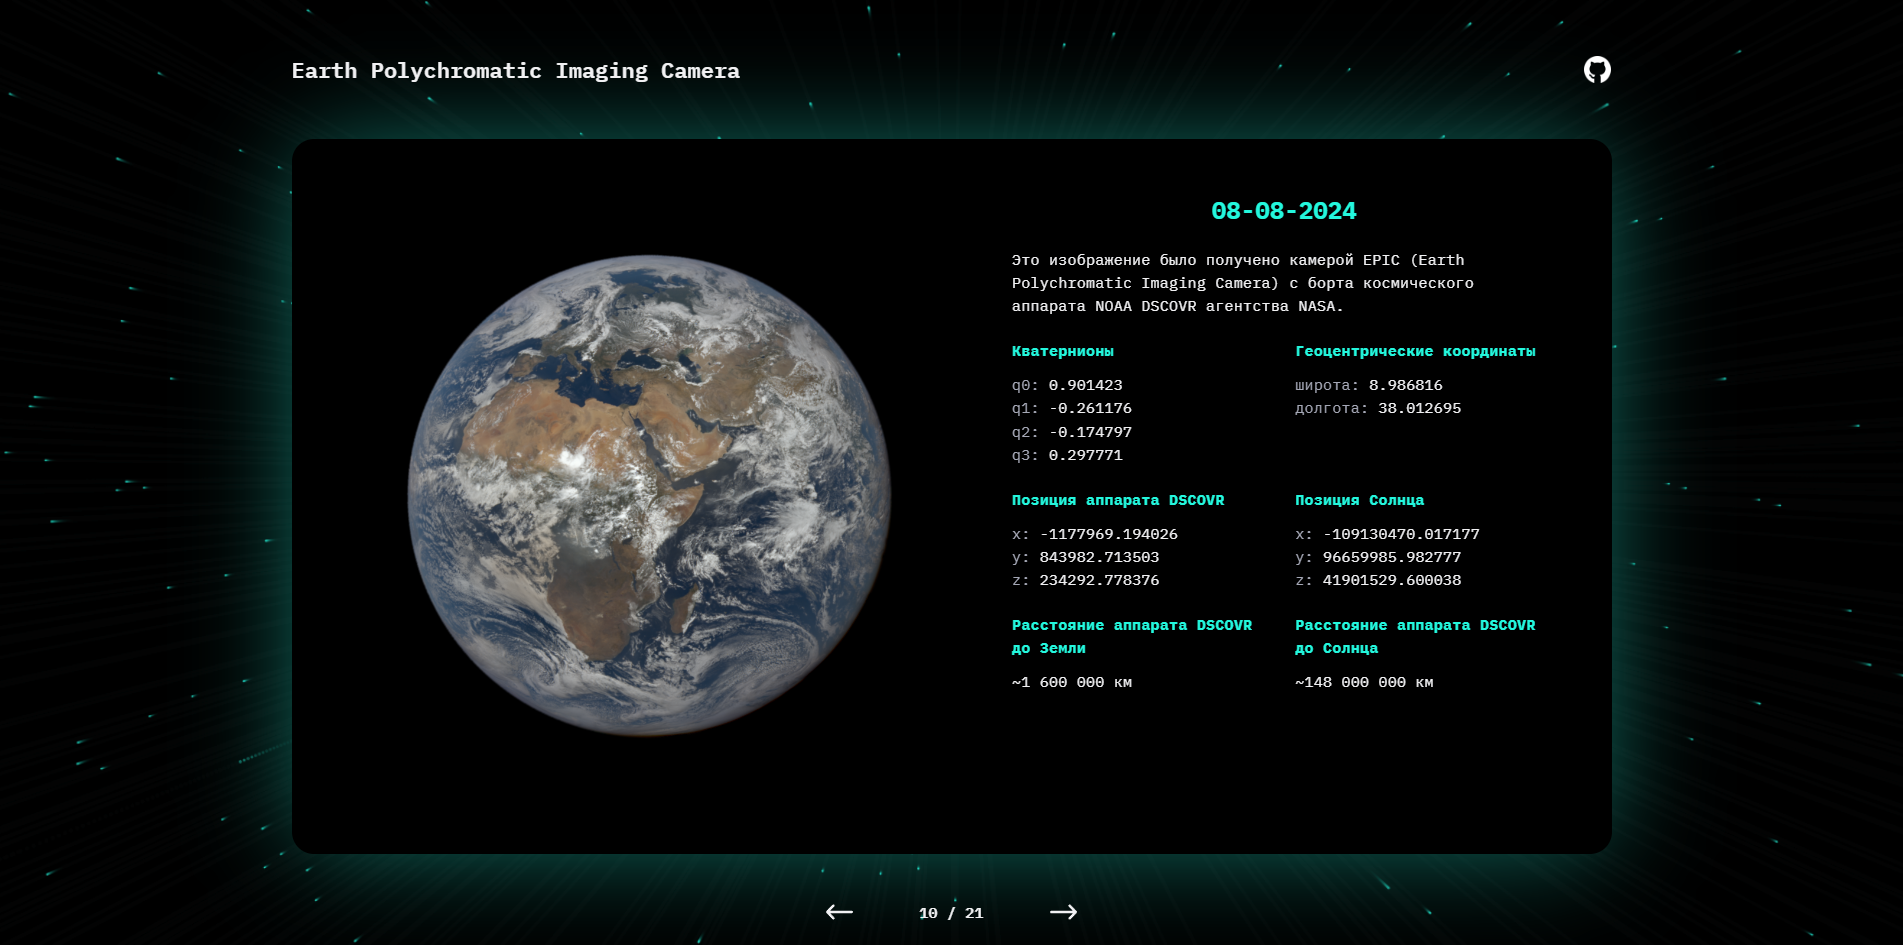 Earth Polychromatic Imaging Camera
08-08-2024
Это изображение было получено камерой EPIC (Earth
Polychromatic Imaging Camera) с борта космического
аппарата NOAA DSCOVR агентства NASA.
Кватернионы
q0: 0.901423
q1: -0.261176
q2: -0.174797
q3: 0.297771
Геоцентрические координаты
широта: 8.986816
долгота: 38.012695
Позиция аппарата DSCOVR
x: -1177969.194026
y: 843982.713503
z: 234292.778376
Позиция Солнца
x: -109130470.017177
y: 96659985.982777
z: 41901529.600038
Расстояние аппарата DSCOVR
до Земли
~1 600 000 км
Расстояние аппарата DSCOVR
до Солнца
~148 000 000 км
10 / 21